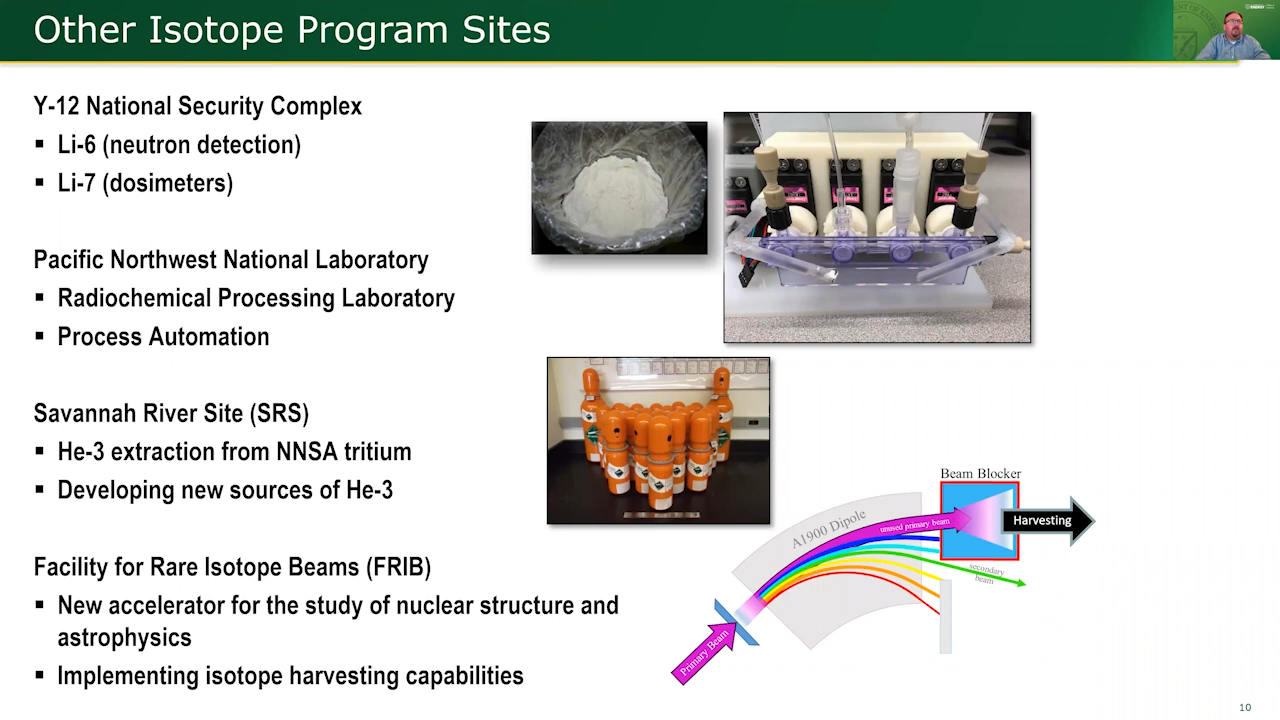 Other Isotope Program Sites
ENERGY
Y-12 National Security Complex
▪ Li-6 (neutron detection)
▪ Li-7 (dosimeters)
Pacific Northwest National Laboratory
▪ Radiochemical Processing Laboratory
▪ Process Automation
Savannah River Site (SRS)
▪ He-3 extraction from NNSA tritium
▪ Developing new sources of He-3
Facility for Rare Isotope Beams (FRIB)
▪ New accelerator for the study of nuclear structure and
astrophysics
▪ Implementing isotope harvesting capabilities
Beam Blocker
A1900 Dipole
unused primary beam
Harvesting
secondary
beam
Primary Beam
10